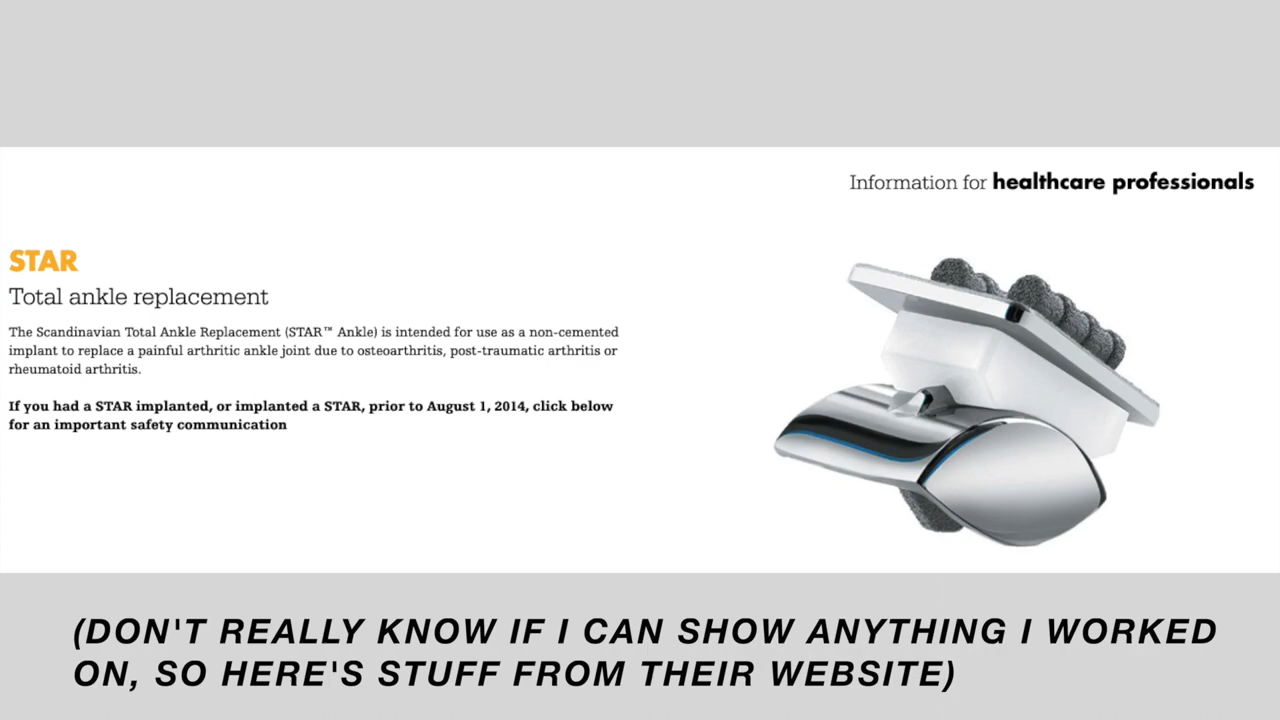 Information for healthcare professionals
STAR
Total ankle replacement
The Scandinavian Total Ankle Replacement (STAR™ Ankle) is intended for use as a non-cemented
implant to replace a painful arthritic ankle joint due to osteoarthritis, post-traumatic arthritis or
rheumatoid arthritis.
If you had a STAR implanted, or implanted a STAR, prior to August 1, 2014, click below
for an important safety communication
(DON'T REALLY KNOW IF I CAN SHOW ANYTHING I WORKED
ON, SO HERE'S STUFF FROM THEIR WEBSITE)